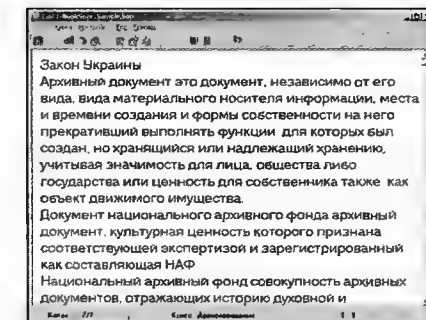 Закон Украины
Архивный документ это документ, независимо от его
вида, вида материального носителя информации, места
и времени создания и формы собственности на него
прекративший выполнять функции для которых был
создан, но хранящийся или надлежащий хранению,
учитывая значимость для лица, общества либо
государства или ценность для собственника также как
объект движимого имущества.
Документ национального архивного фонда архивный
документ, культурная ценность которого признана
соответствующей экспертизой и зарегистрированный
как составляющая НАФ
Национальный архивный фонд совокупность архивных
документов, отражающих историю духовной и